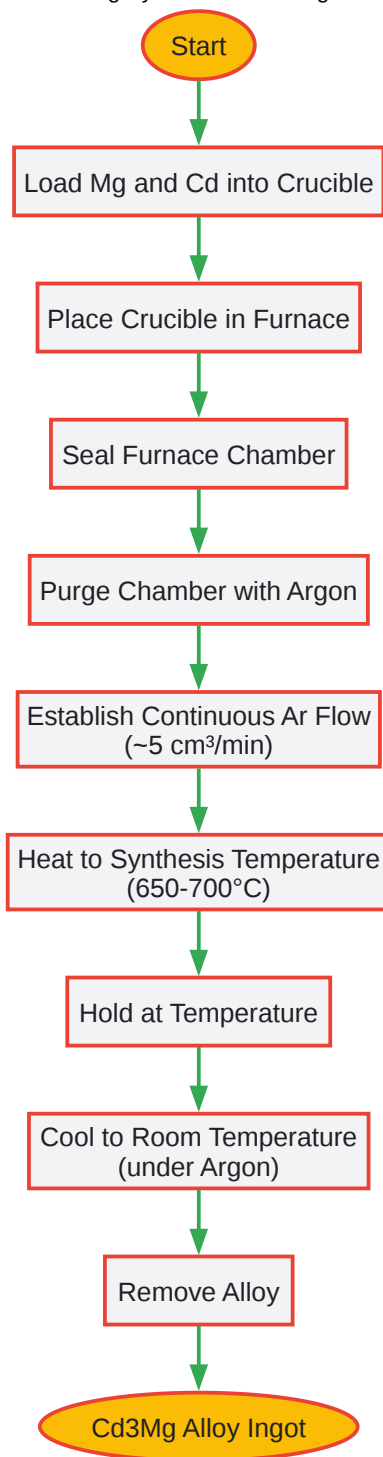 Start
Load Mg and Cd into Crucible
Place Crucible in Furnace
Seal Furnace Chamber
Purge Chamber with Argon
Establish Continuous Ar Flow
(~5 cm³/min)
Heat to Synthesis Temperature
(650-700°C)
Hold at Temperature
Cool to Room Temperature
(under Argon)
Remove Alloy
Cd3Mg Alloy Ingot